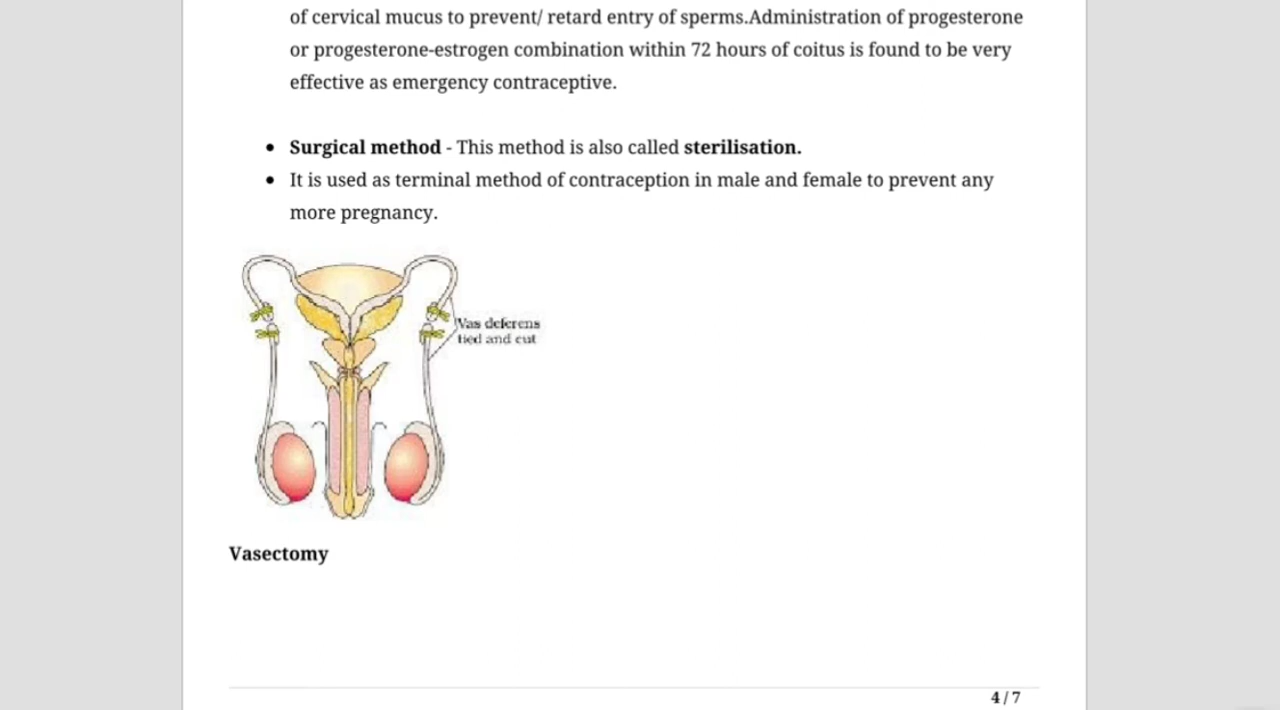 of cervical mucus to prevent/ retard entry of sperms.Administration of progesterone
or progesterone-estrogen combination within 72 hours of coitus is found to be very
effective as emergency contraceptive.
• Surgical method - This method is also called sterilisation.
• It is used as terminal method of contraception in male and female to prevent any
more pregnancy.
Vas deferens
tied and cut
Vasectomy
4 / 7